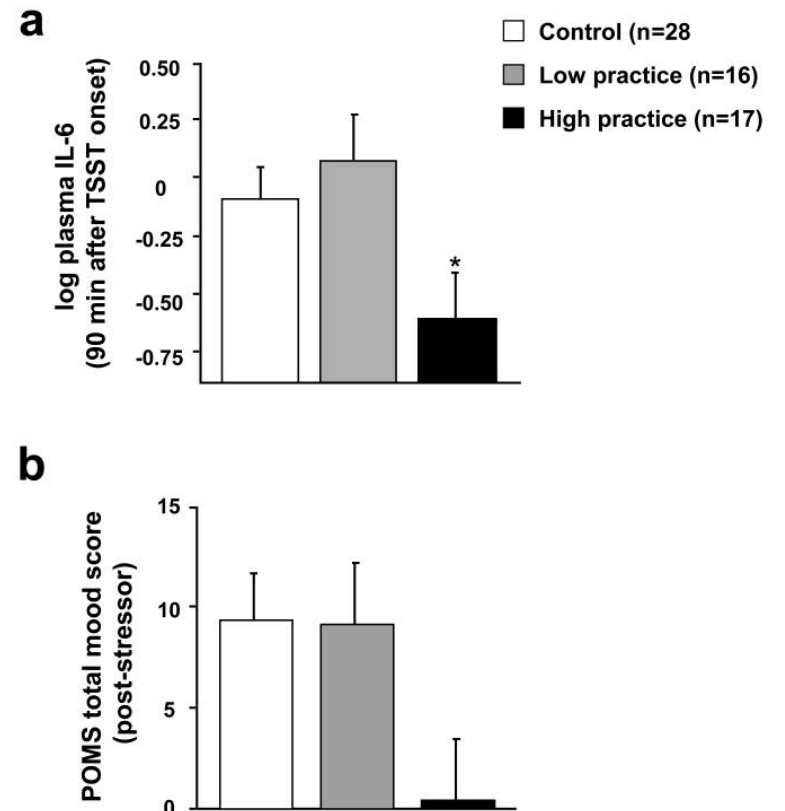 a
Control (n=28
Low practice (n=16)
High practice (n=17)
log plasma IL-6
(90 min after TSST onset)
0.50
0.25
0
-0.25
-0.50
-0.75
*
b
POMS total mood score
(post-stressor)
15
10
5
0